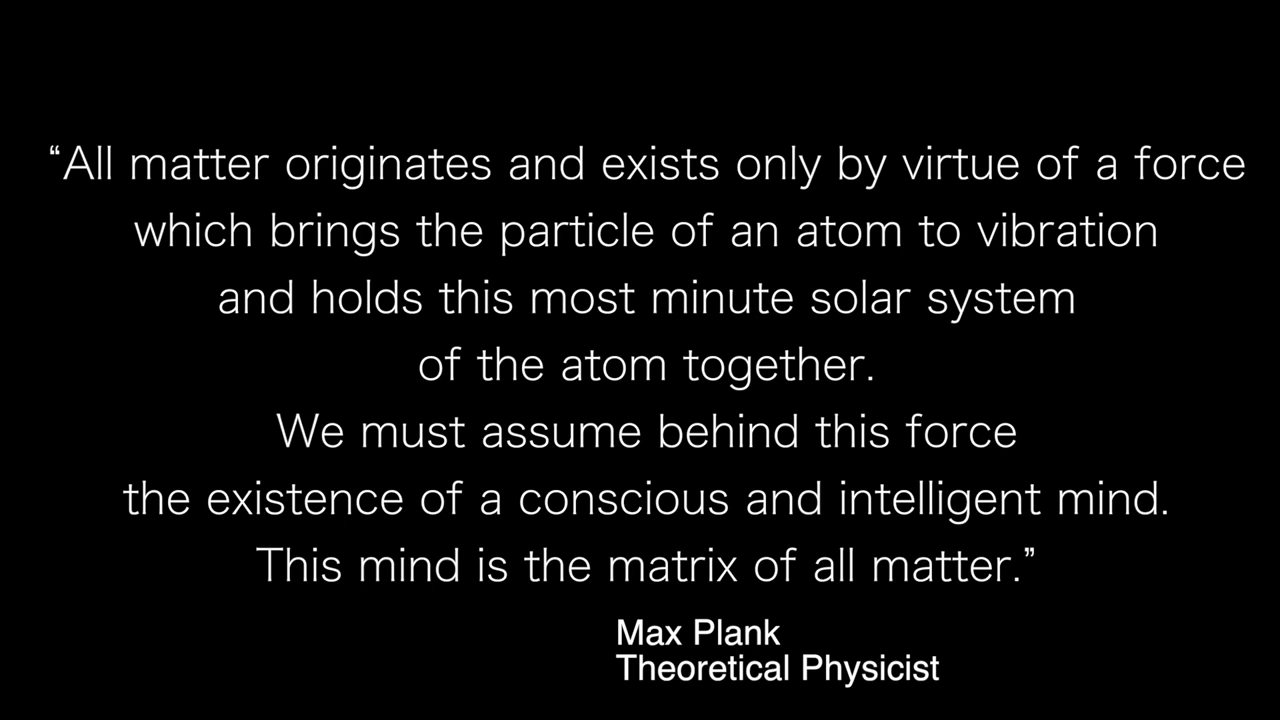 “All matter originates and exists only by virtue of a force
which brings the particle of an atom to vibration
and holds this most minute solar system
of the atom together.
We must assume behind this force
the existence of a conscious and intelligent mind.
This mind is the matrix of all matter.”
Max Plank
Theoretical Physicist